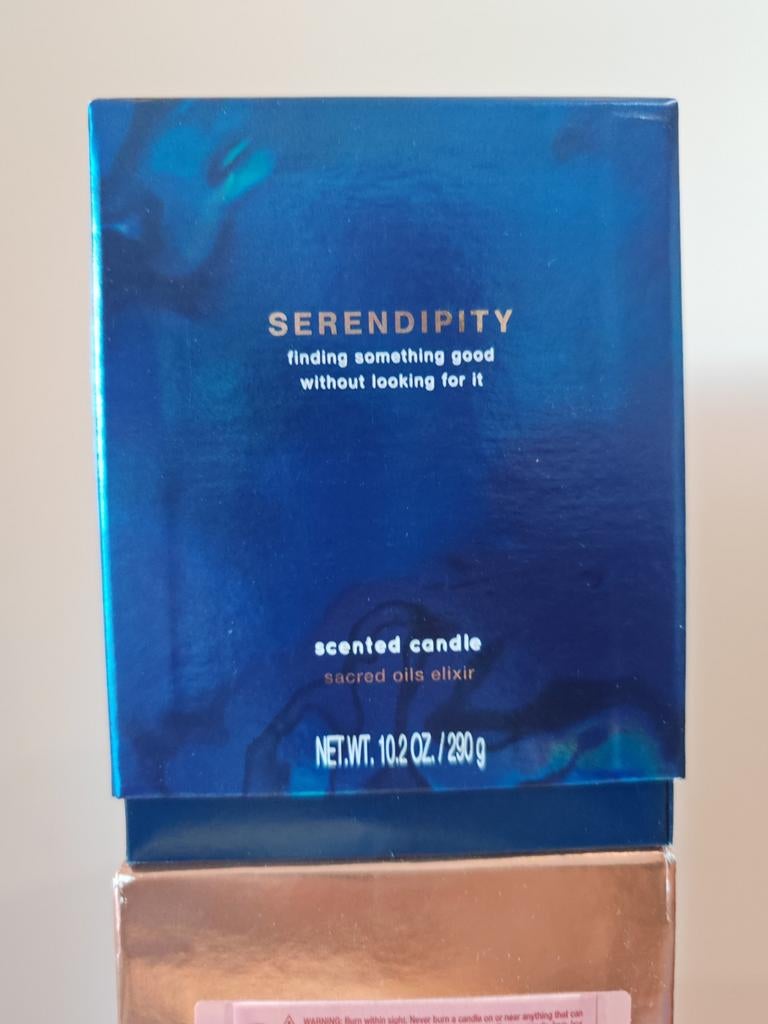 SERENDIPITY
finding something good
without looking for it
scented candle
sacred oils elixir
NET.WT. 10.2 OZ. / 290 g
WARNING: Burn within sight. Never burn a candle on or near anything that can